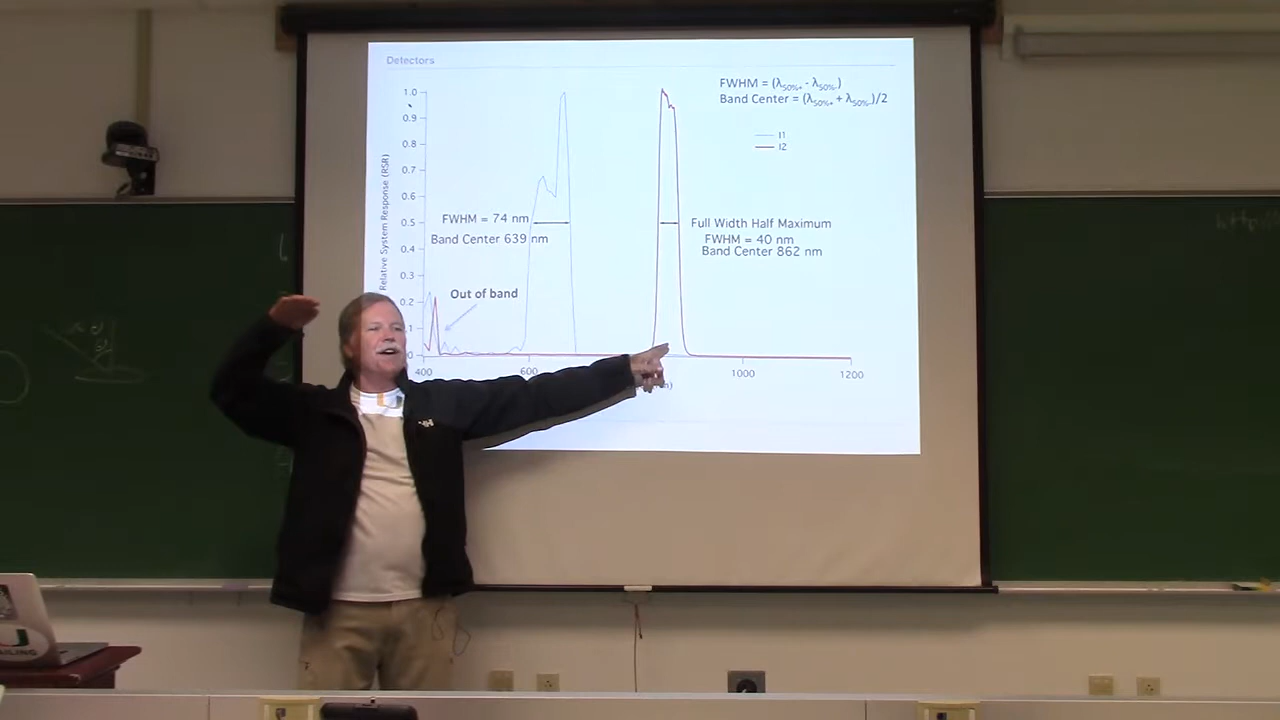 Detectors
FWHM = (λ50%+ - λ50%-)
Band Center = (λ50%+ + λ50%-)/2
I1
I2
1.0
0.9
0.8
0.7
0.6
0.5
0.4
0.3
0.2
.1
0
Relative System Response (RSR)
FWHM = 74 nm
Band Center 639 nm
Full Width Half Maximum
FWHM = 40 nm
Band Center 862 nm
Out of band
400
600
1000
1200
U
AILING